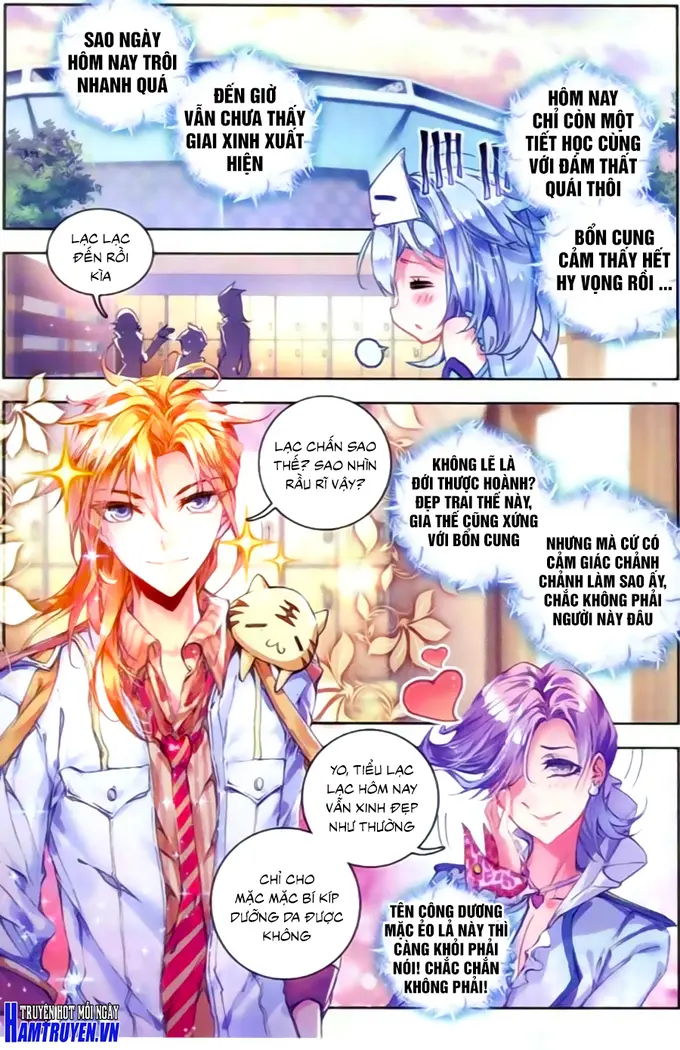 SAO NGÀY
HÔM NAY TRÔI
NHANH QUÁ
ĐẾN GIỜ
VẪN CHƯA THẤY
GIAI XINH XUẤT
HIỆN
HÔM NAY
CHỈ CÒN MỘT
TIẾT HỌC CÙNG
VỚI ĐÁM THẤT
QUÁI THÔI
BỔN CUNG
CẢM THẤY HẾT
HY VỌNG RỒI ...
LẠC LẠC
ĐẾN RỒI
KÌA
LẠC CHẤN SAO
THẾ? SAO NHÌN
RẦU RĨ VẬY?
KHÔNG LẼ LÀ
ĐỚI THƯỢC HOÀNH?
ĐẸP TRAI THẾ NÀY,
GIA THẾ CŨNG XỨNG
VỚI BỔN CUNG
NHƯNG MÀ CỨ CÓ
CẢM GIÁC CHẢNH
CHẢNH LÀM SAO ẤY,
CHẮC KHÔNG PHẢI
NGƯỜI NÀY ĐÂU
YO, TIỂU LẠC
LẠC HÔM NAY
VẪN XINH ĐẸP
NHƯ THƯỜNG
CHỈ CHO
MẶC MẶC BÍ KÍP
DƯỠNG DA ĐƯỢC
KHÔNG
TÊN CÔNG DƯƠNG
MẶC ẺO LẢ NÀY THÌ
CÀNG KHỎI PHẢI
NÓI! CHẮC CHẮN
KHÔNG PHẢI!
TRUYỆN HOT MỖI NGÀY
HAMTRUYEN.VN